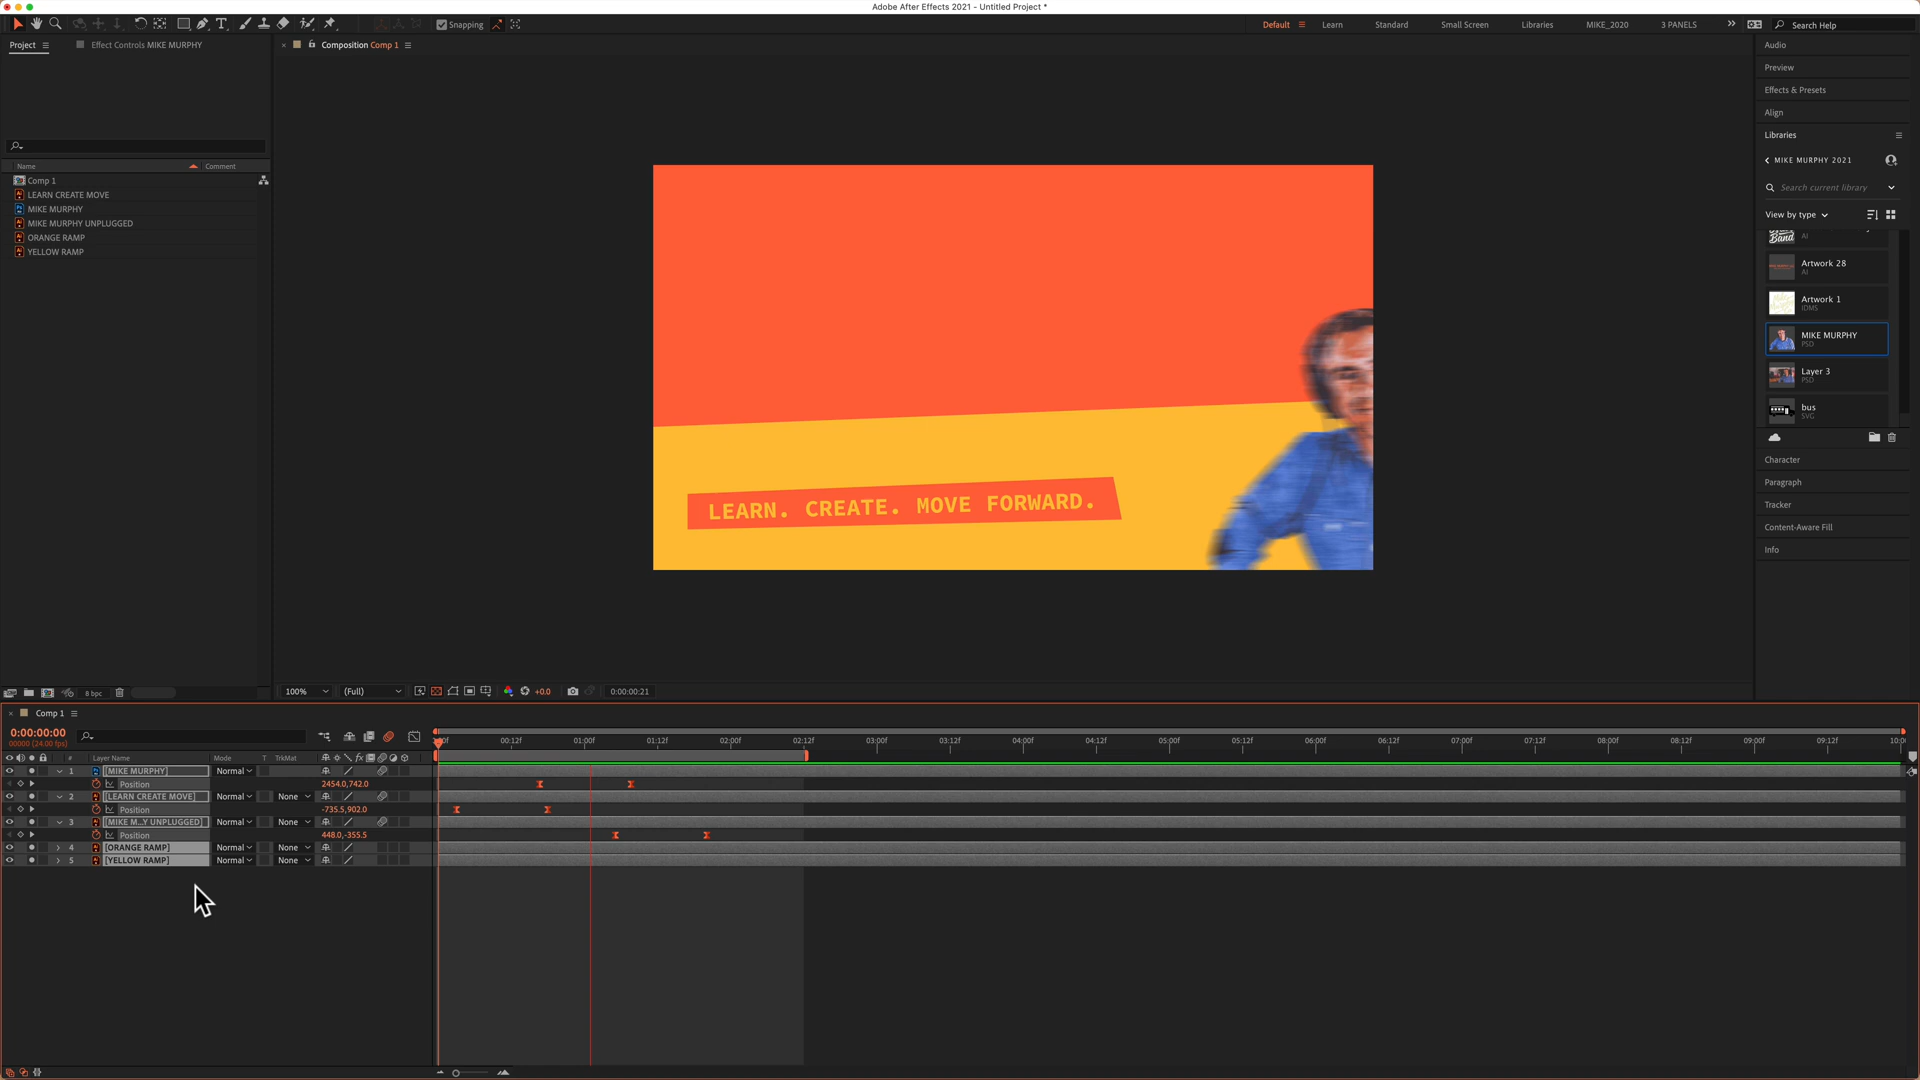 Adobe After Effects 2021 - Untitled Project *
Snapping
Default
Learn
Standard
Small Screen
Libraries
MIKE_2020
3 PANELS
Search Help
Project
Effect Controls MIKE MURPHY
Composition Comp 1
Name
Comment
Comp 1
LEARN CREATE MOVE
MIKE MURPHY
MIKE MURPHY UNPLUGGED
ORANGE RAMP
YELLOW RAMP
LEARN. CREATE. MOVE FORWARD.
Audio
Preview
Effects & Presets
Align
Libraries
MIKE MURPHY 2021
Search current library
View by type
Band
AI
Artwork 28
AI
Artwork 1
IDMS
MIKE MURPHY
PSD
Layer 3
PSD
bus
SVG
Character
Paragraph
Tracker
Content-Aware Fill
Info
8 bpc
100%
(Full)
+0.0
0:00:00:21
Comp 1
0:00:00:00
00000 (24.00 fps)
00:12f 01:00f 01:12f 02:00f 02:12f 03:00f 03:12f 04:00f 04:12f 05:00f 05:12f 06:00f 06:12f 07:00f 07:12f 08:00f 08:12f 09:00f 09:12f
# Layer Name Mode T TrkMat fx
1 [MIKE MURPHY] Normal
Position 2454.0,742.0
2 [LEARN CREATE MOVE] Normal None
Position -735.5,902.0
3 [MIKE M...Y UNPLUGGED] Normal None
Position 448.0,-355.5
4 [ORANGE RAMP] Normal None
5 [YELLOW RAMP] Normal None